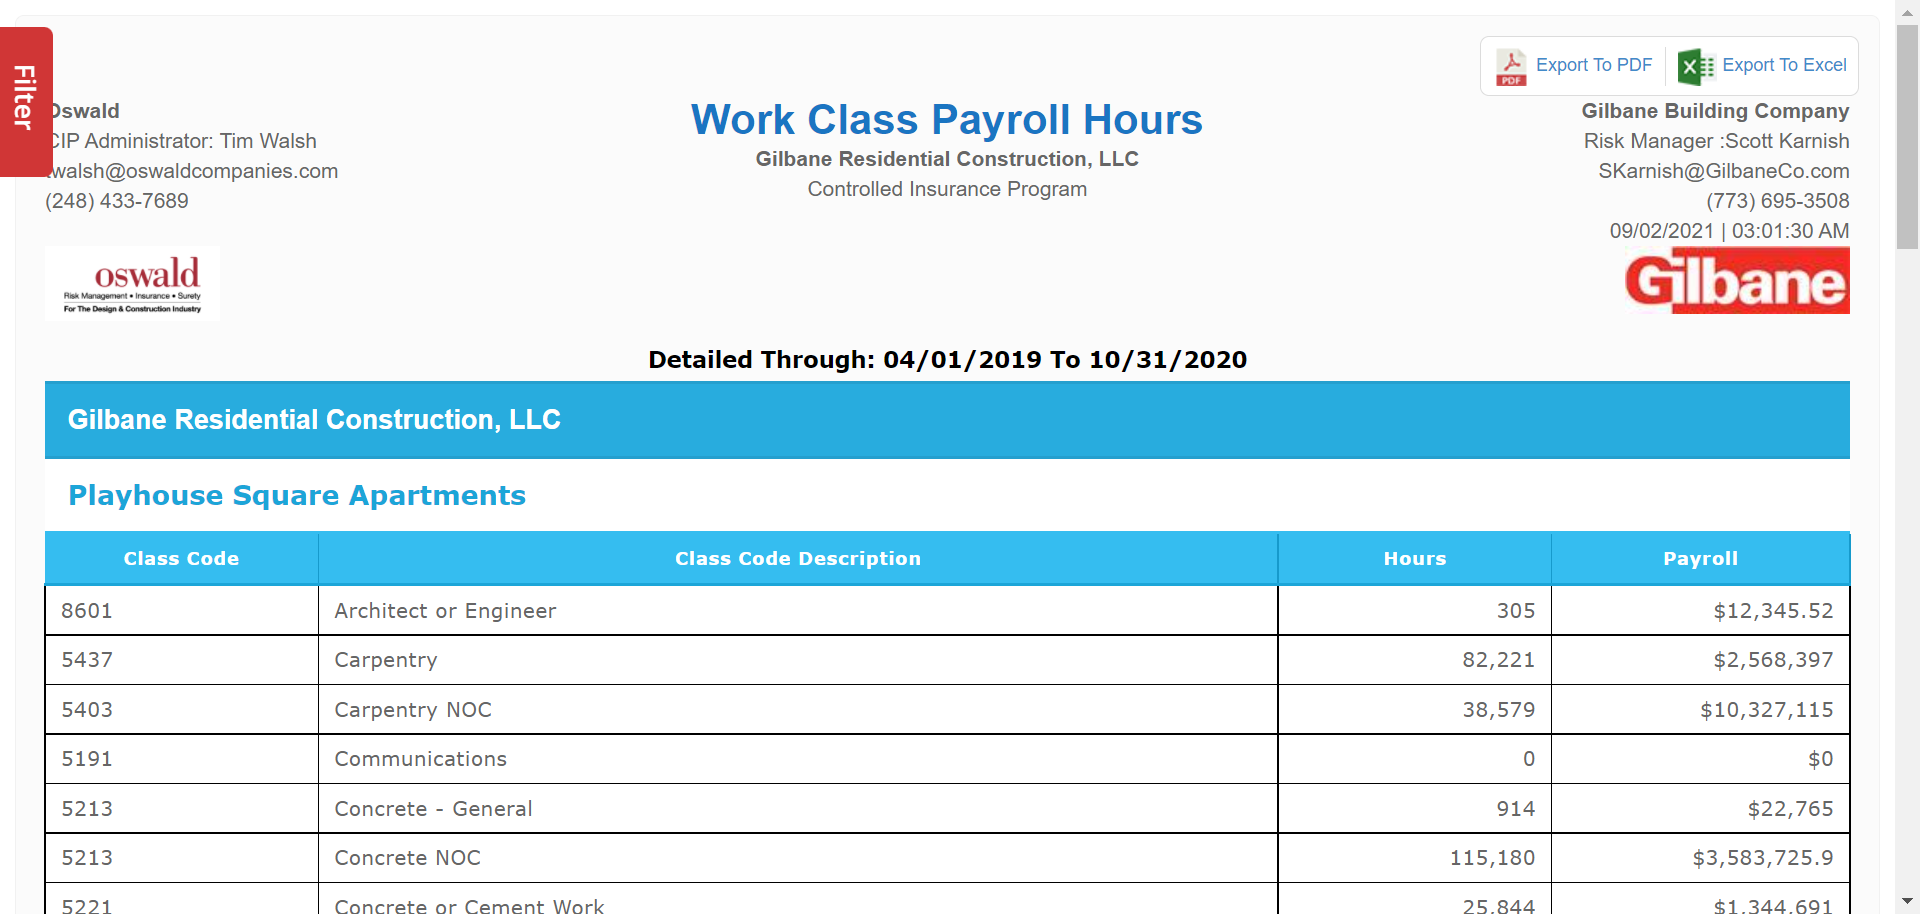 Filter
Export To PDF
Export To Excel
Oswald
CIP Administrator: Tim Walsh
twalsh@oswaldcompanies.com
(248) 433-7689
Work Class Payroll Hours
Gilbane Residential Construction, LLC
Controlled Insurance Program
Gilbane Building Company
Risk Manager :Scott Karnish
SKarnish@GilbaneCo.com
(773) 695-3508
09/02/2021 | 03:01:30 AM
oswald
Risk Management • Insurance • Surety
For The Design & Construction Industry
Gilbane
Detailed Through: 04/01/2019 To 10/31/2020
Gilbane Residential Construction, LLC
Playhouse Square Apartments
Class Code Class Code Description Hours Payroll
8601 Architect or Engineer 305 $12,345.52
5437 Carpentry 82,221 $2,568,397
5403 Carpentry NOC 38,579 $10,327,115
5191 Communications 0 $0
5213 Concrete - General 914 $22,765
5213 Concrete NOC 115,180 $3,583,725.9
5221 Concrete or Cement Work 25,844 $1,344,691